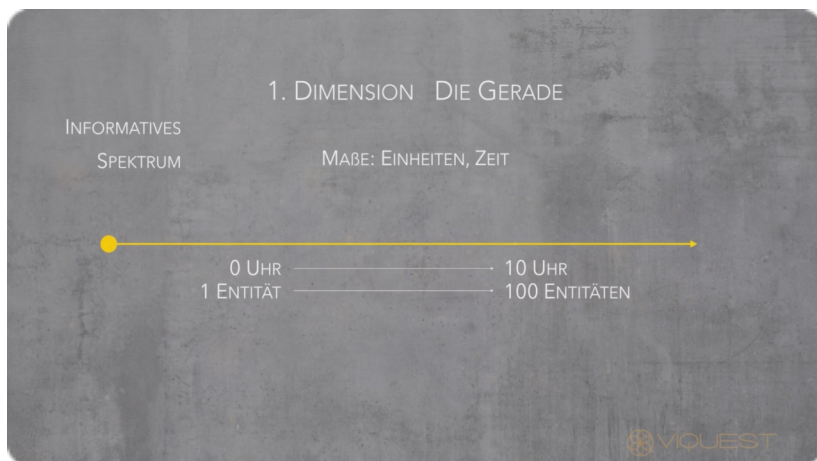 1. Dimension Die Gerade
Informatives
Spektrum
Maße: Einheiten, Zeit
0 Uhr 10 Uhr
1 Entität 100 Entitäten
VIQUEST